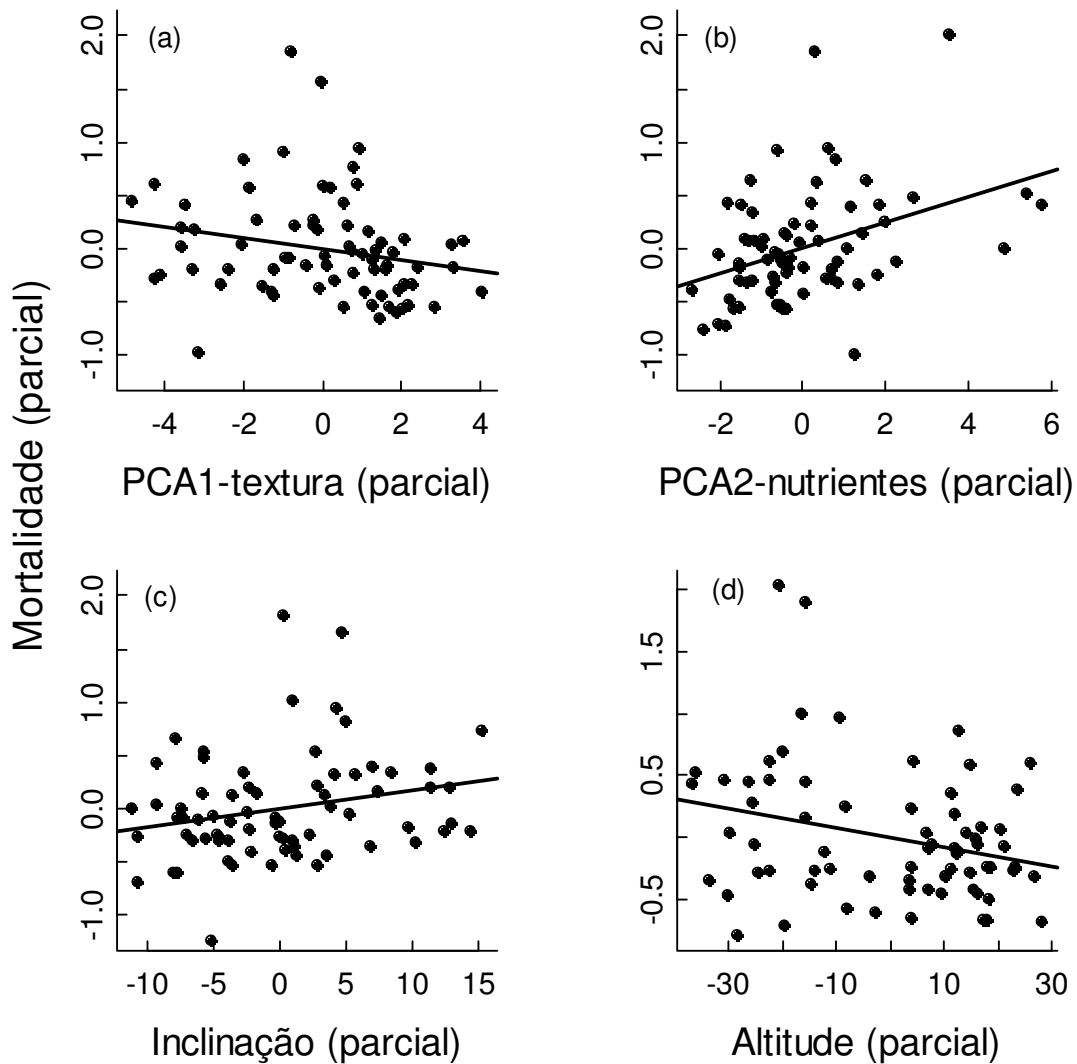 Mortalidade (parcial)
(a)
2.0
1.0
0.0
-1.0
-4 -2 0 2 4
PCA1-textura (parcial)
(b)
2.0
1.0
0.0
-1.0
-2 0 2 4 6
PCA2-nutrientes (parcial)
(c)
2.0
1.0
0.0
-1.0
-10 -5 0 5 10 15
Inclinação (parcial)
(d)
1.5
0.5
-0.5
-30 -10 10 30
Altitude (parcial)